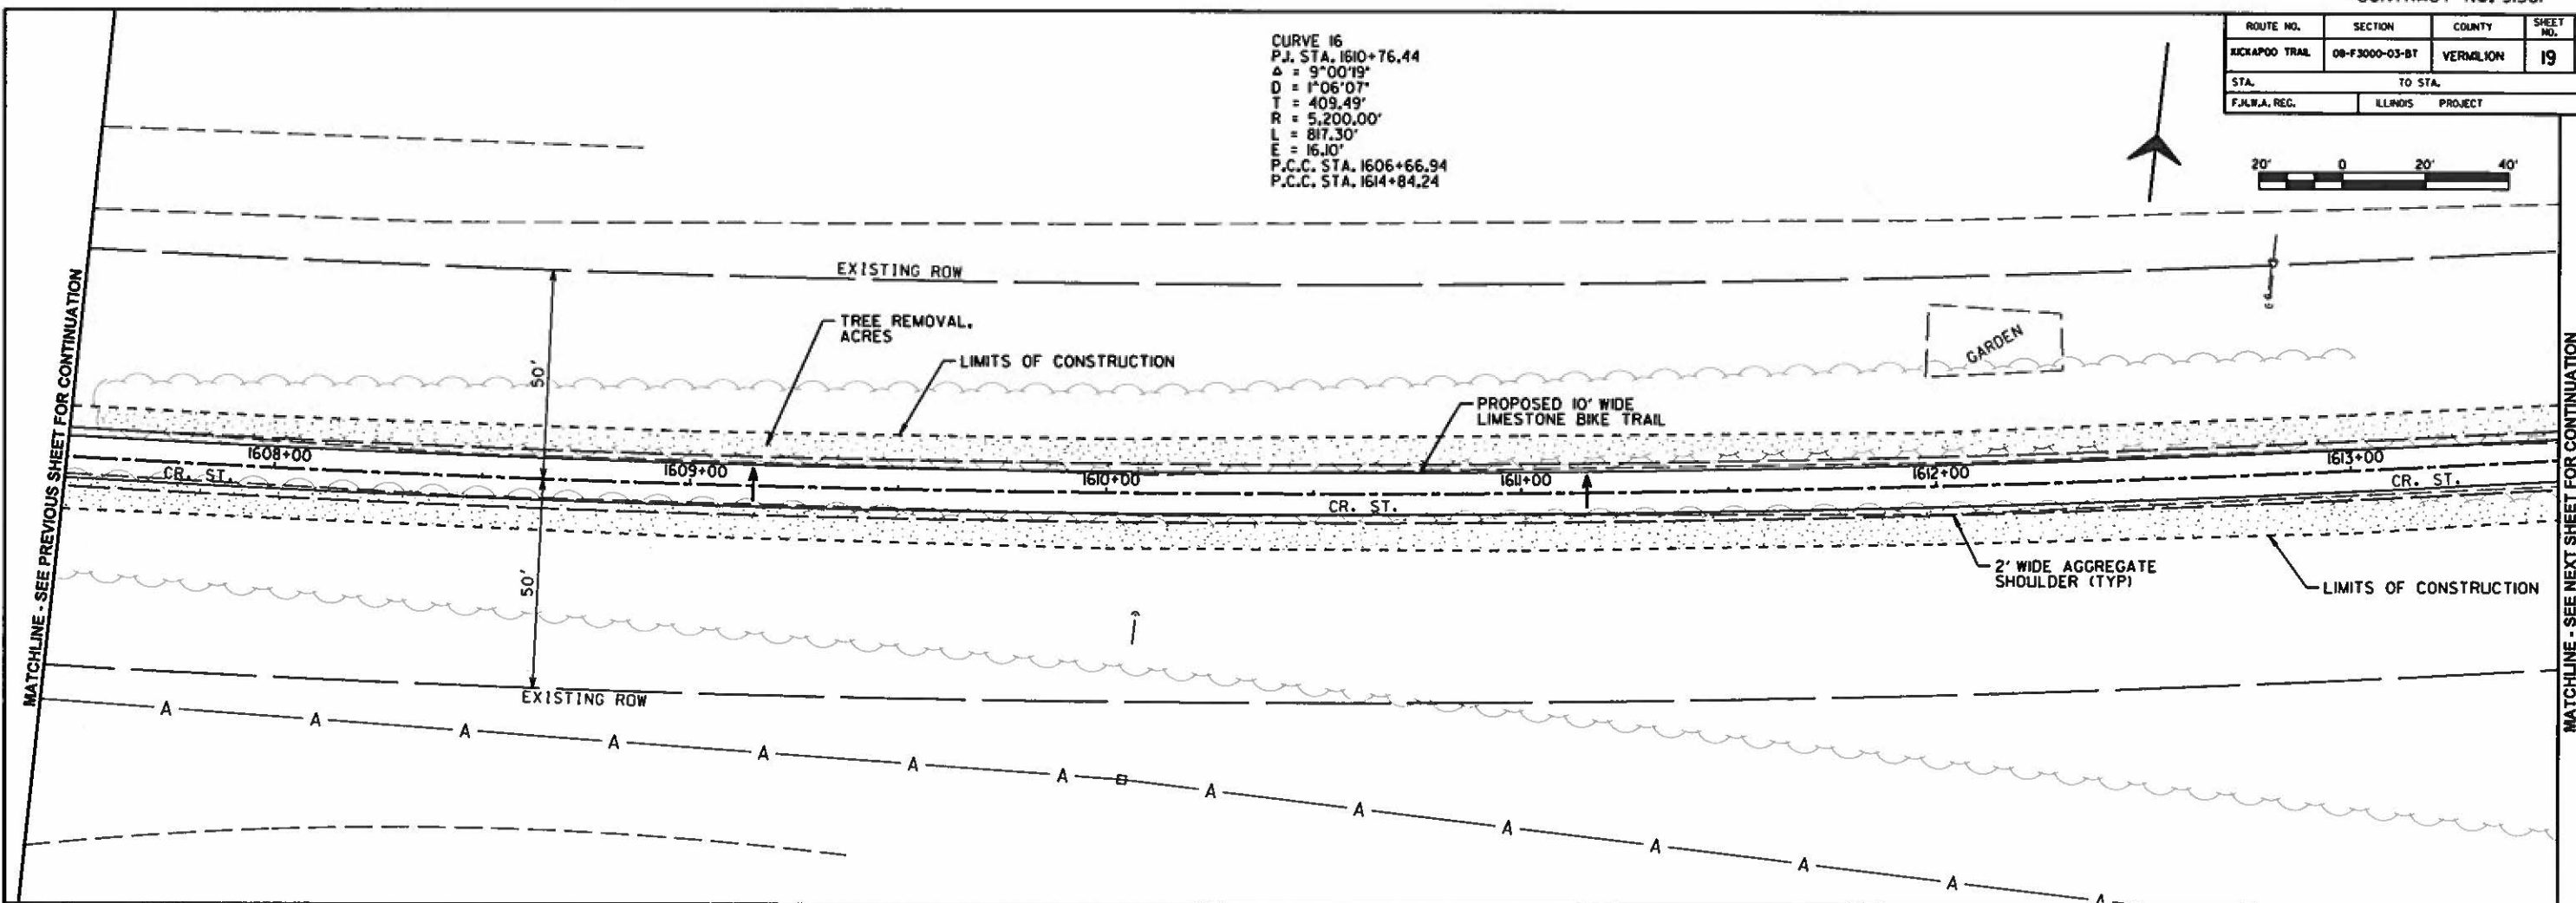 ROUTE NO. SECTION COUNTY SHEET NO.
KICKAPOO TRAIL 08-F3000-03-BT VERMILION 19
STA. TO STA.
F.H.W.A. REG. ILLINOIS PROJECT
CURVE 16
P.I. STA. 1610+76.44
Δ = 9°00'19"
D = 1°06'07"
T = 409.49'
R = 5,200.00'
L = 817.30'
E = 16.10'
P.C.C. STA. 1606+66.94
P.C.C. STA. 1614+84.24
20' 0 20' 40'
MATCHLINE - SEE PREVIOUS SHEET FOR CONTINUATION
EXISTING ROW
50'
TREE REMOVAL,
ACRES
LIMITS OF CONSTRUCTION
GARDEN
PROPOSED 10' WIDE
LIMESTONE BIKE TRAIL
1608+00
1609+00
1610+00
1611+00
1612+00
1613+00
CR. ST.
CR. ST.
CR. ST.
50'
2' WIDE AGGREGATE
SHOULDER (TYP)
LIMITS OF CONSTRUCTION
EXISTING ROW
A A A A A A A A A A A A A A
MATCHLINE - SEE NEXT SHEET FOR CONTINUATION